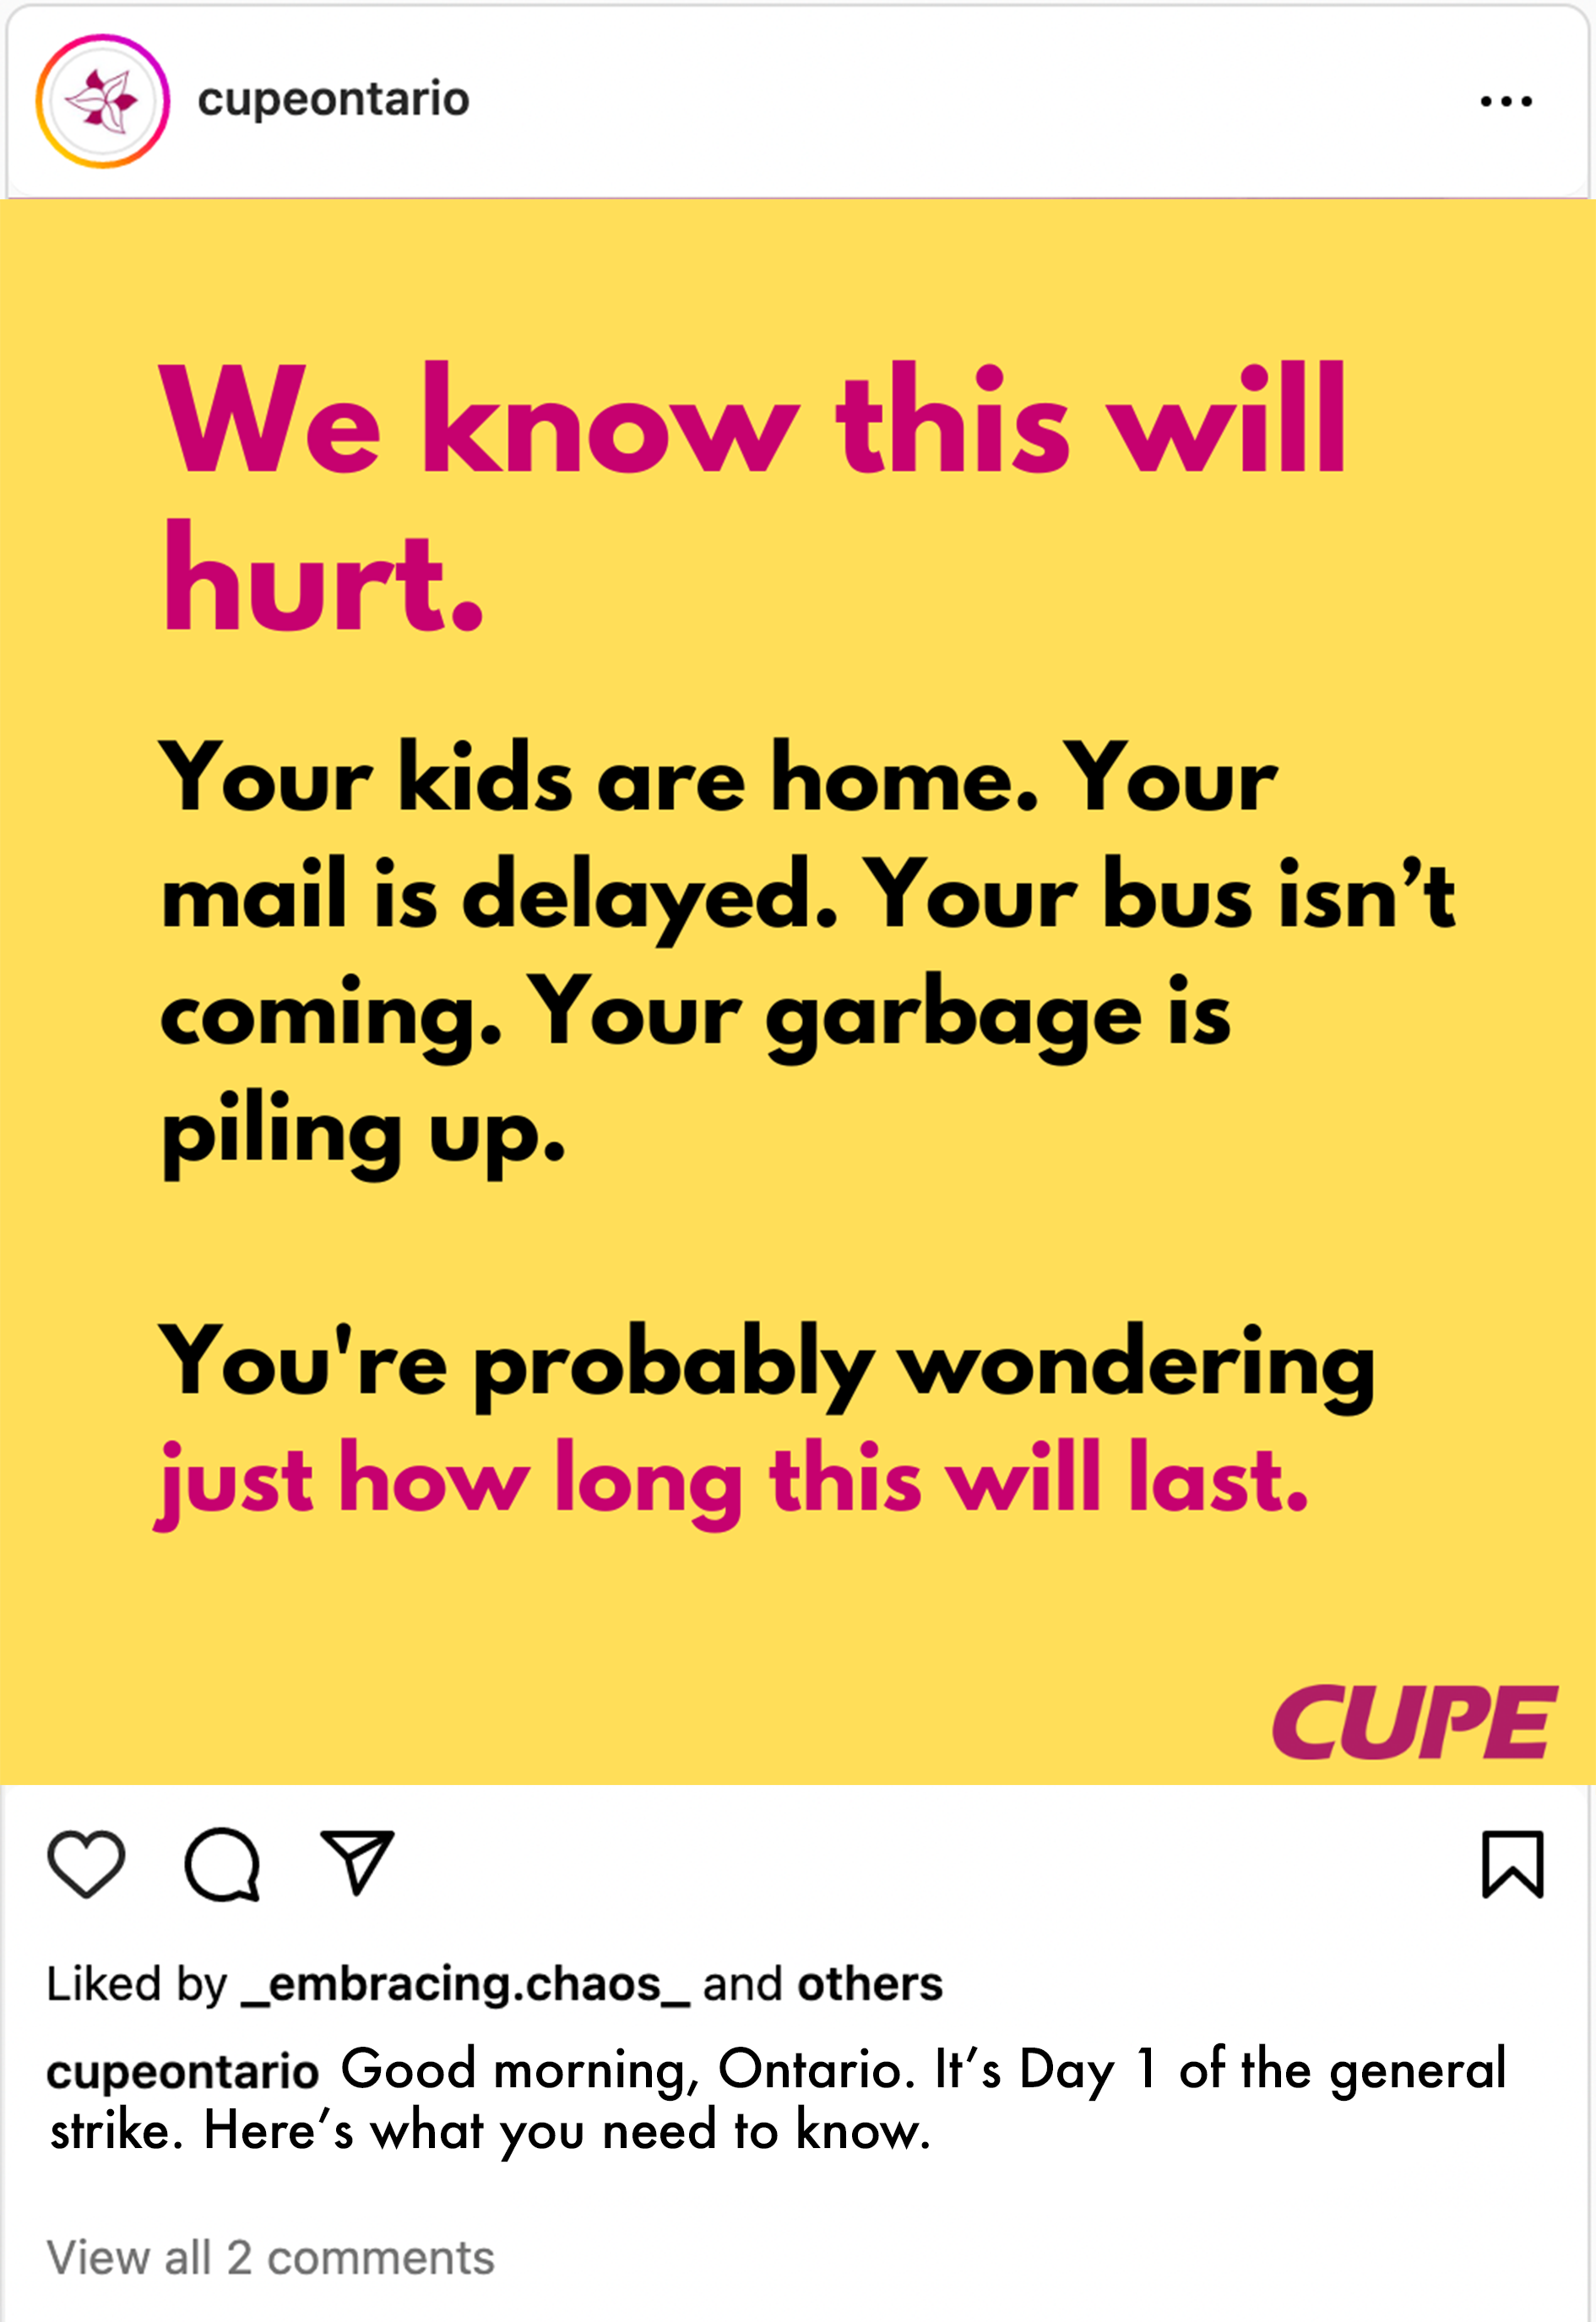 cupeontario
We know this will
hurt.
Your kids are home. Your
mail is delayed. Your bus isn’t
coming. Your garbage is
piling up.
You're probably wondering
just how long this will last.
CUPE
Liked by _embracing.chaos_ and others
cupeontario Good morning, Ontario. It’s Day 1 of the general
strike. Here’s what you need to know.
View all 2 comments